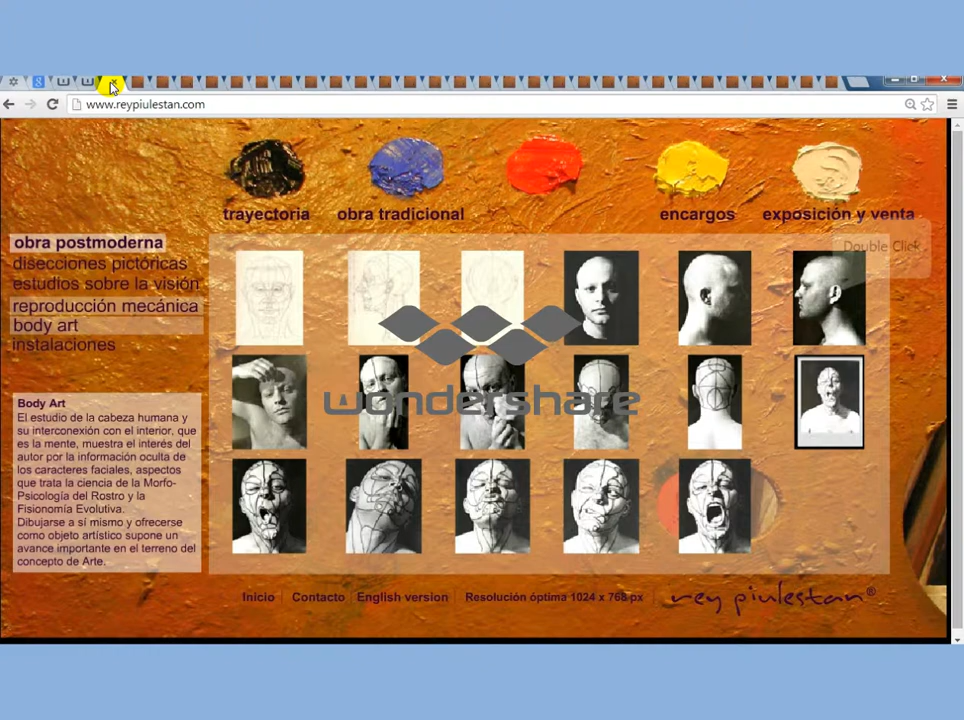 www.reypiulestan.com
trayectoria
obra tradicional
encargos
exposición y venta
Double Click
obra postmoderna
disecciones pictóricas
estudios sobre la visión
reproducción mecánica
body art
instalaciones
wondershare
Body Art
El estudio de la cabeza humana y
su interconexión con el interior, que
es la mente, muestra el interés del
autor por la información oculta de
los caracteres faciales, aspectos
que trata la ciencia de la Morfo-
Psicología del Rostro y la
Fisionomía Evolutiva.
Dibujarse a sí mismo y ofrecerse
como objeto artístico supone un
avance importante en el terreno del
concepto de Arte.
Inicio
Contacto
English version
Resolución óptima 1024 x 768 px
rey piulestan®